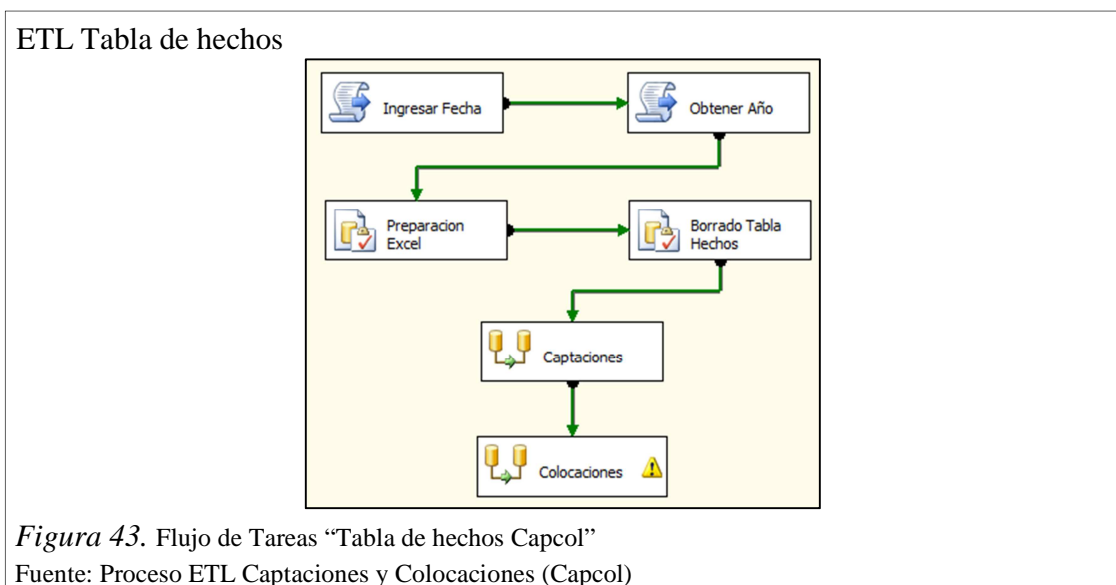 ETL Tabla de hechos
Ingresar Fecha
Obtener Año
Preparacion
Excel
Borrado Tabla
Hechos
Captaciones
Colocaciones
Figura 43. Flujo de Tareas “Tabla de hechos Capcol”
Fuente: Proceso ETL Captaciones y Colocaciones (Capcol)